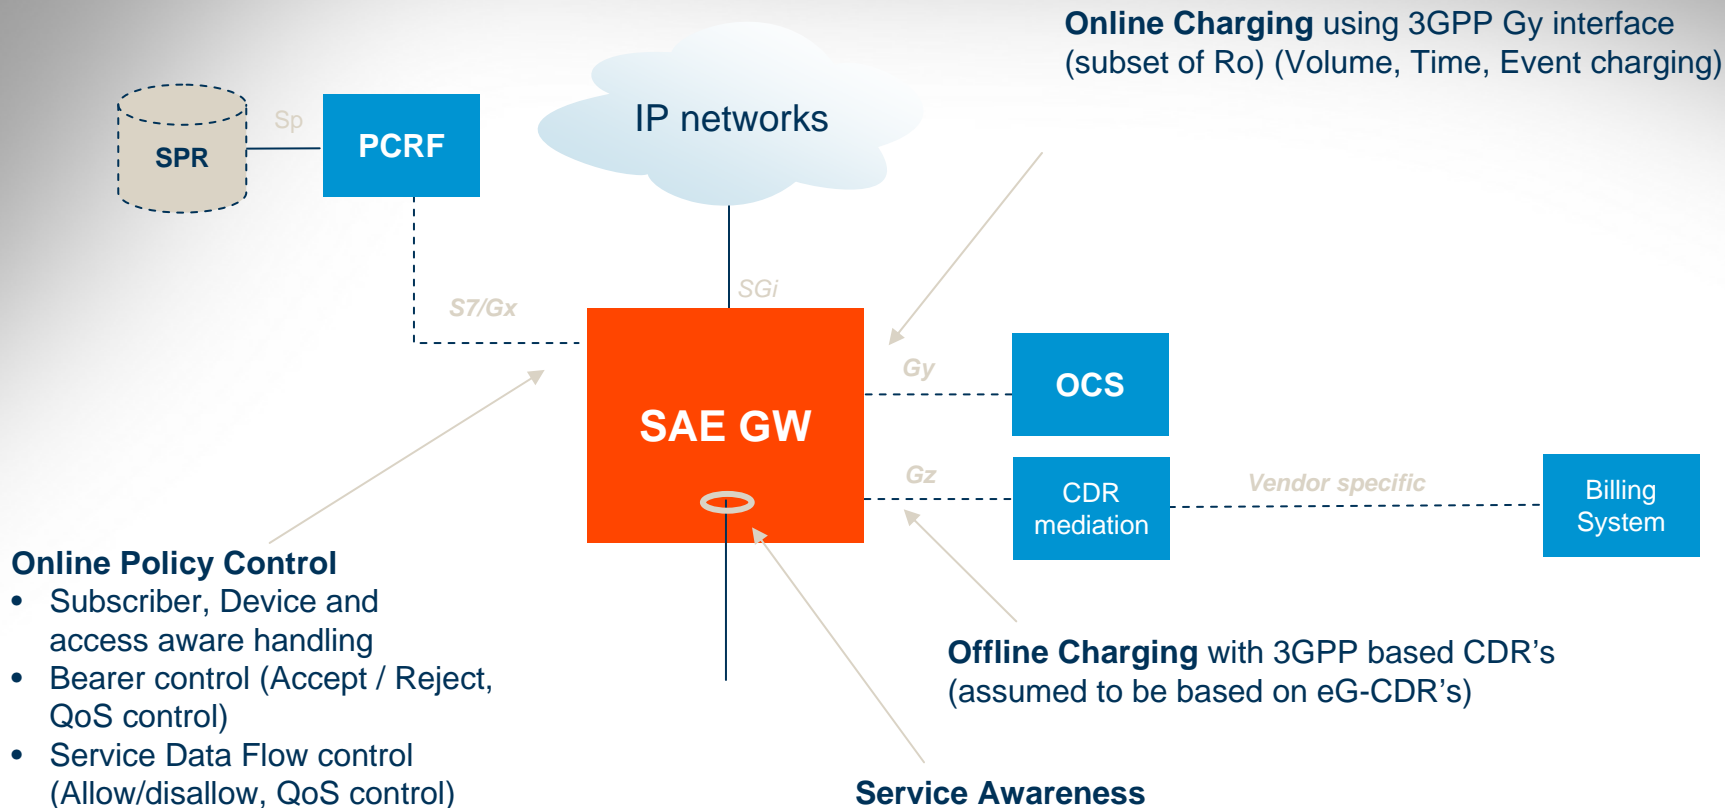 Online Charging using 3GPP Gy interface
(subset of Ro) (Volume, Time, Event charging)
IP networks
Sp
SPR
PCRF
SGi
S7/Gx
Gy
OCS
SAE GW
Gz
CDR
mediation
Vendor specific
Billing
System
Online Policy Control
• Subscriber, Device and
access aware handling
• Bearer control (Accept / Reject,
QoS control)
• Service Data Flow control
(Allow/disallow, QoS control)
Offline Charging with 3GPP based CDR's
(assumed to be based on eG-CDR's)
Service Awareness